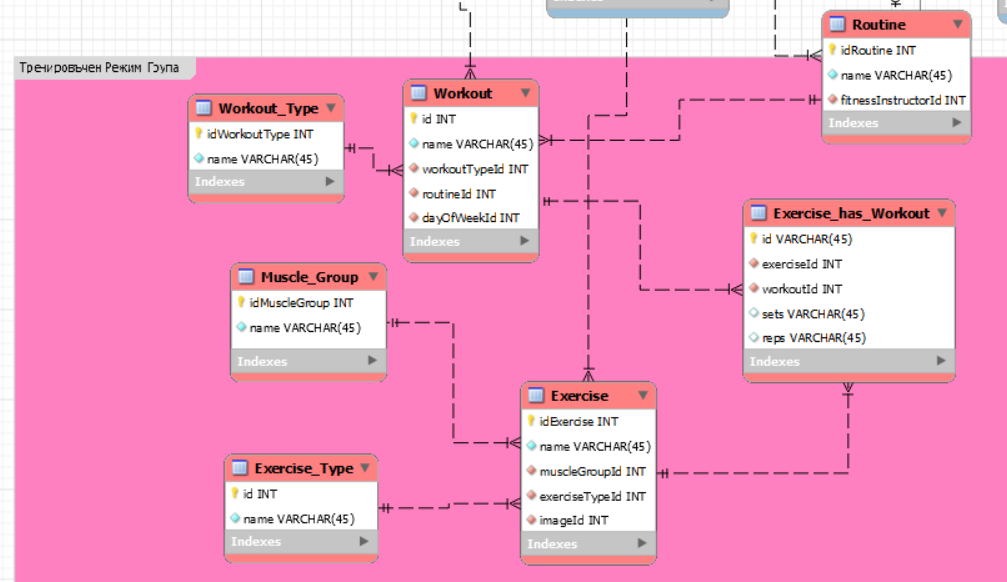 Indexes
Routine
idRoutine INT
name VARCHAR(45)
fitnessInstructorId INT
Indexes
Тренировъчен Режим Група
Workout_Type
idWorkoutType INT
name VARCHAR(45)
Indexes
Workout
id INT
name VARCHAR(45)
workoutTypeId INT
routineId INT
dayOfWeekId INT
Indexes
Exercise_has_Workout
id VARCHAR(45)
exerciseId INT
workoutId INT
sets VARCHAR(45)
reps VARCHAR(45)
Indexes
Muscle_Group
idMuscleGroup INT
name VARCHAR(45)
Indexes
Exercise
idExercise INT
name VARCHAR(45)
muscleGroupId INT
exerciseTypeId INT
imageId INT
Indexes
Exercise_Type
id INT
name VARCHAR(45)
Indexes